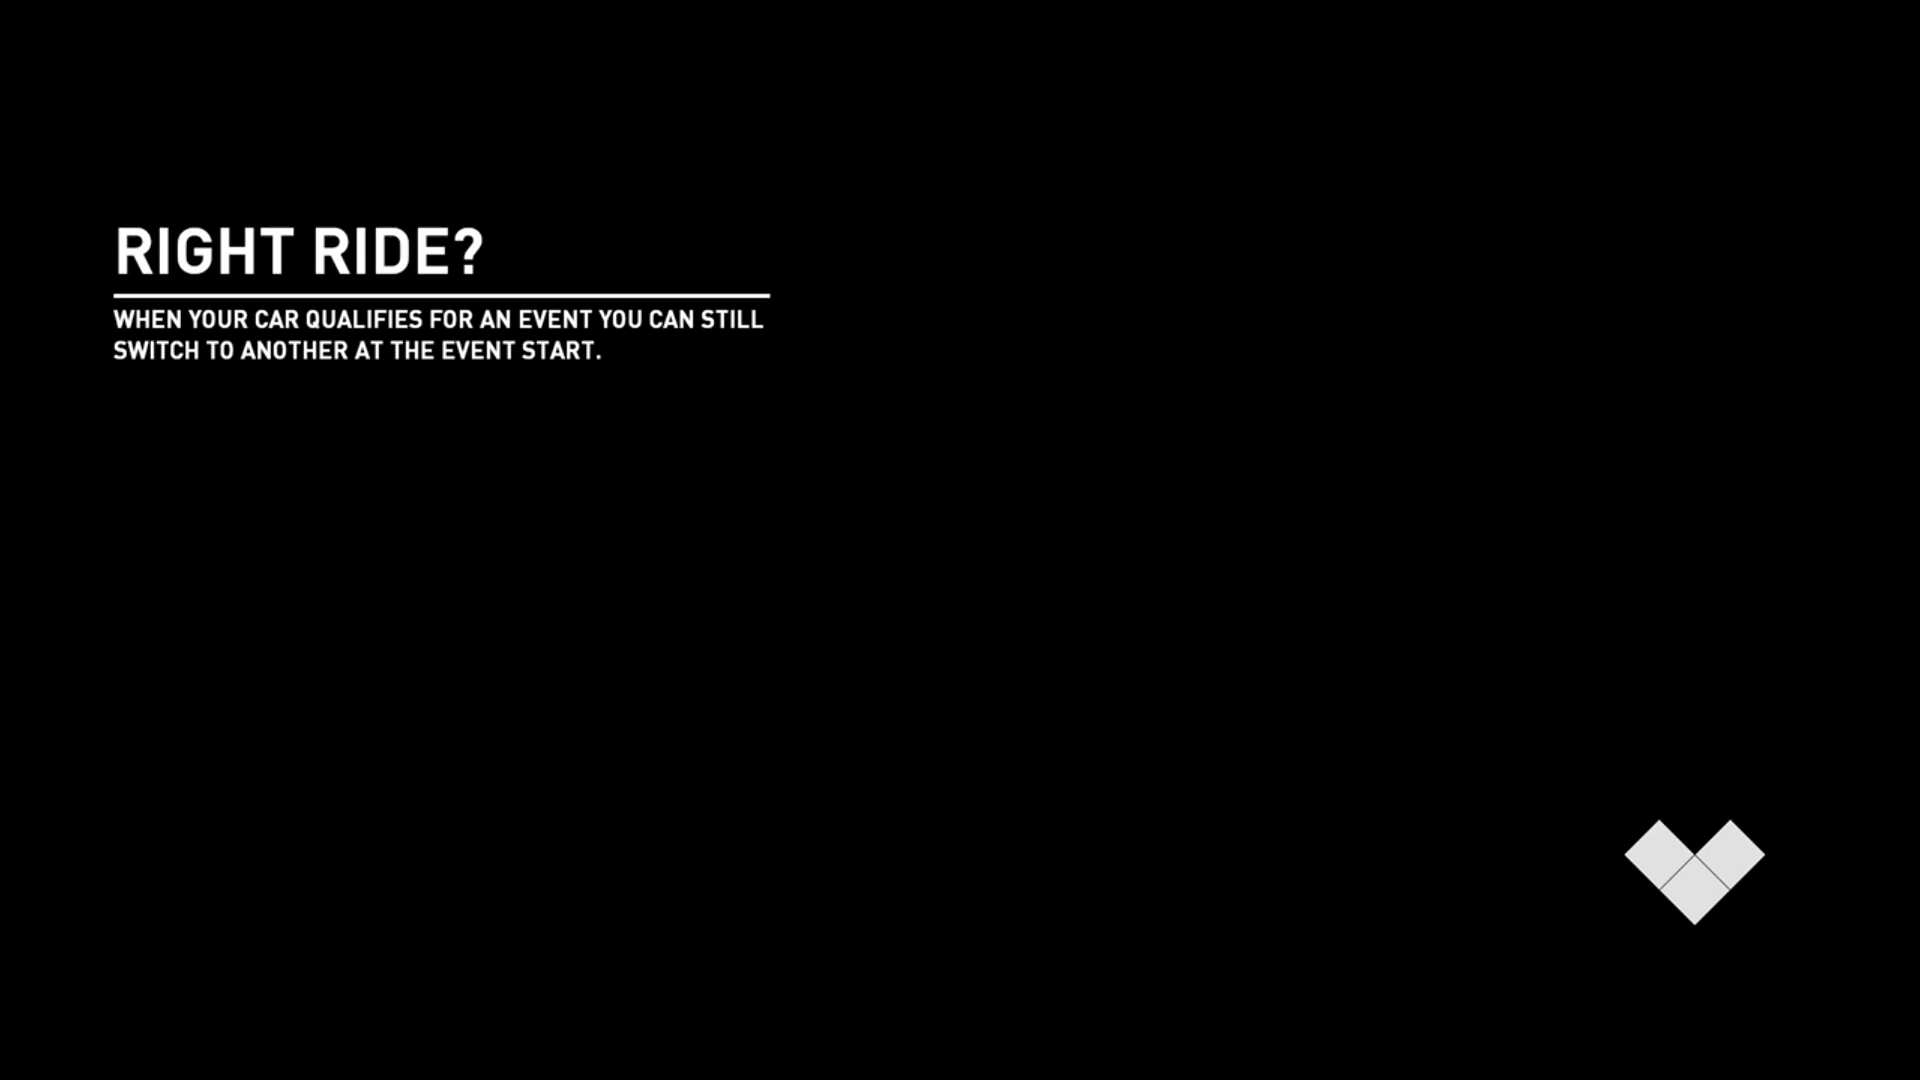 RIGHT RIDE?
WHEN YOUR CAR QUALIFIES FOR AN EVENT YOU CAN STILL
SWITCH TO ANOTHER AT THE EVENT START.